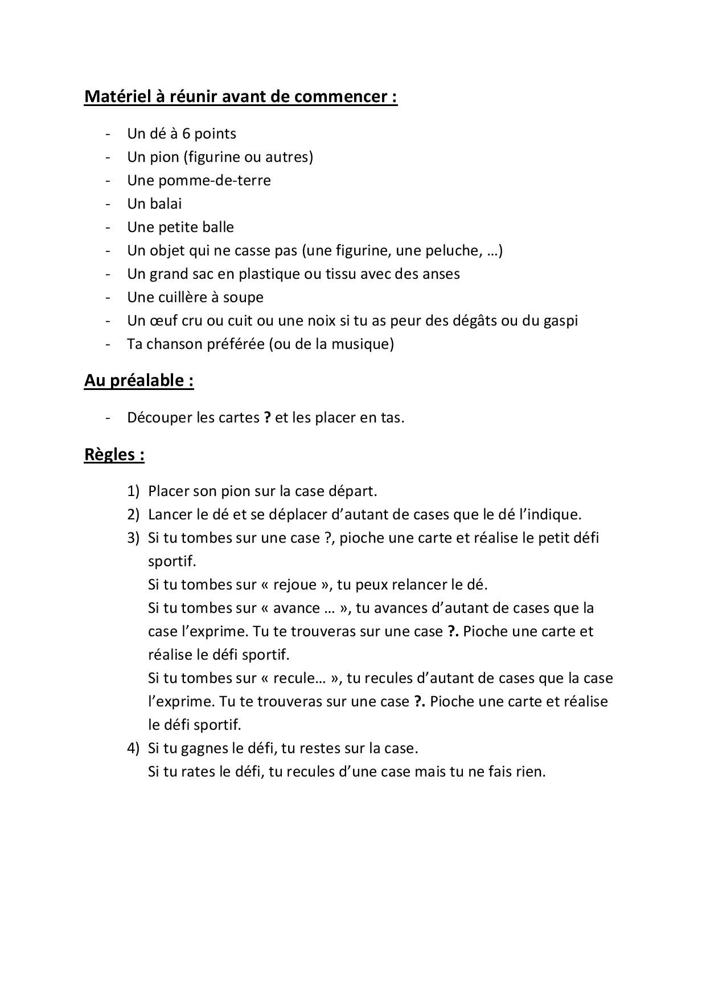 Matériel à réunir avant de commencer :
- Un dé à 6 points
- Un pion (figurine ou autres)
- Une pomme-de-terre
- Un balai
- Une petite balle
- Un objet qui ne casse pas (une figurine, une peluche, …)
- Un grand sac en plastique ou tissu avec des anses
- Une cuillère à soupe
- Un œuf cru ou cuit ou une noix si tu as peur des dégâts ou du gaspi
- Ta chanson préférée (ou de la musique)
Au préalable :
- Découper les cartes ? et les placer en tas.
Règles :
1) Placer son pion sur la case départ.
2) Lancer le dé et se déplacer d’autant de cases que le dé l’indique.
3) Si tu tombes sur une case ?, pioche une carte et réalise le petit défi
sportif.
Si tu tombes sur « rejoue », tu peux relancer le dé.
Si tu tombes sur « avance … », tu avances d’autant de cases que la
case l’exprime. Tu te trouveras sur une case ?. Pioche une carte et
réalise le défi sportif.
Si tu tombes sur « recule… », tu recules d’autant de cases que la case
l’exprime. Tu te trouveras sur une case ?. Pioche une carte et réalise
le défi sportif.
4) Si tu gagnes le défi, tu restes sur la case.
Si tu rates le défi, tu recules d’une case mais tu ne fais rien.